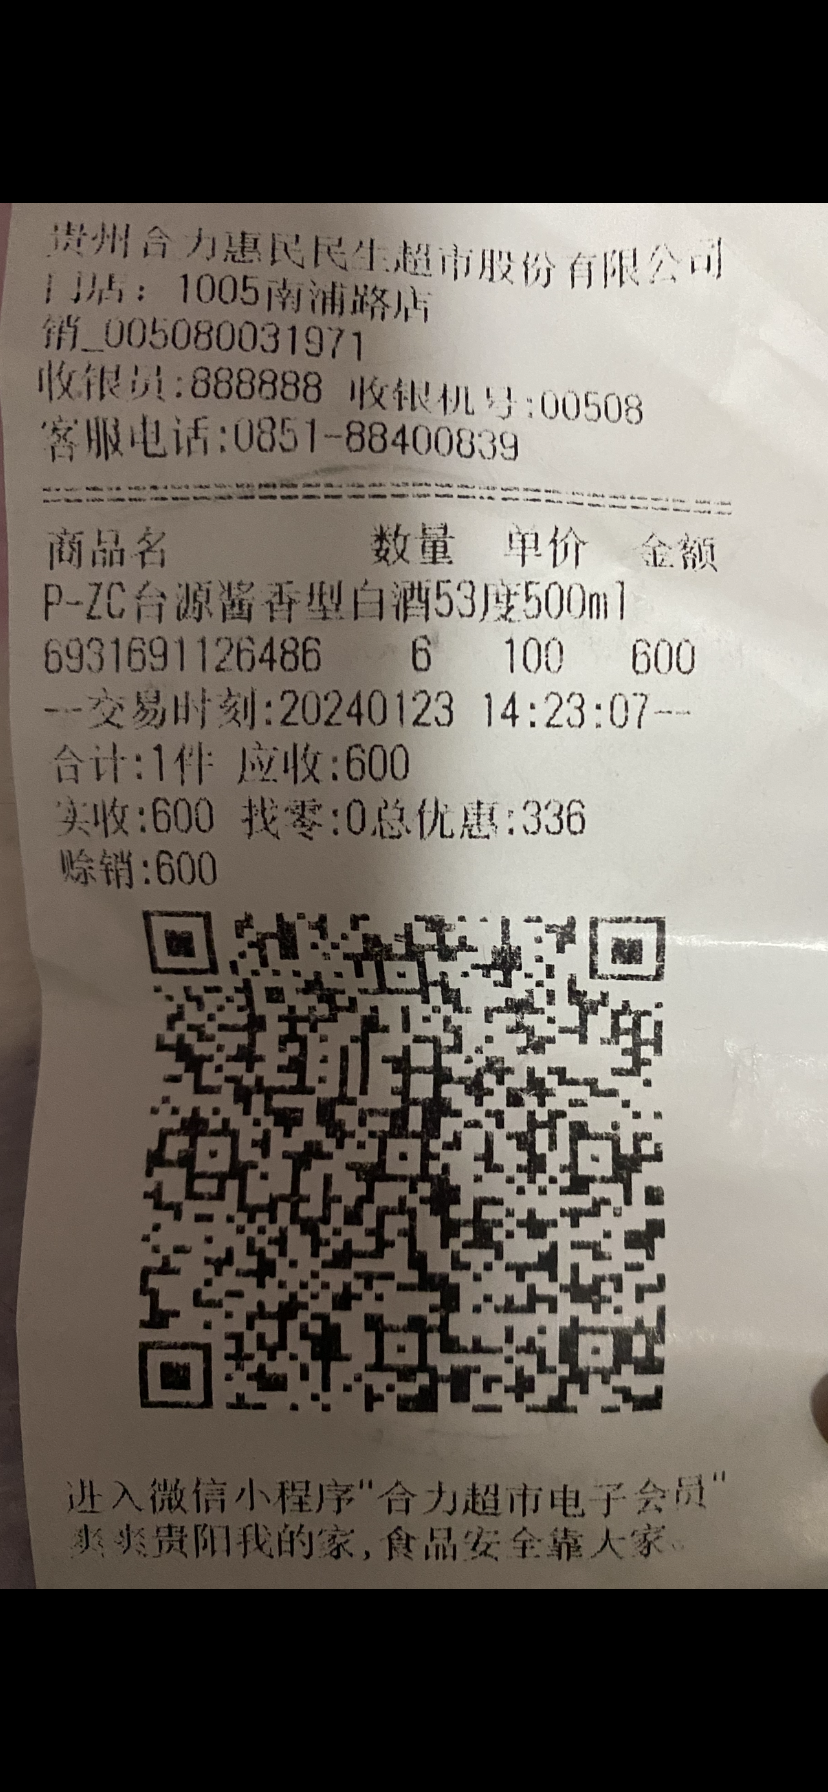 贵州合力惠民民生超市股份有限公司
门店：1005南浦路店
销_005080031971
收银员:888888 收银机号:00508
客服电话:0851-88400839
商品名 数量 单价 金额
P-ZC台源酱香型白酒53度500ml
6931691126486 6 100 600
--交易时刻:20240123 14:23:07--
合计:1件 应收:600
实收:600 找零:0总优惠:336
赊销:600
进入微信小程序"合力超市电子会员"
爽爽贵阳我的家,食品安全靠大家。